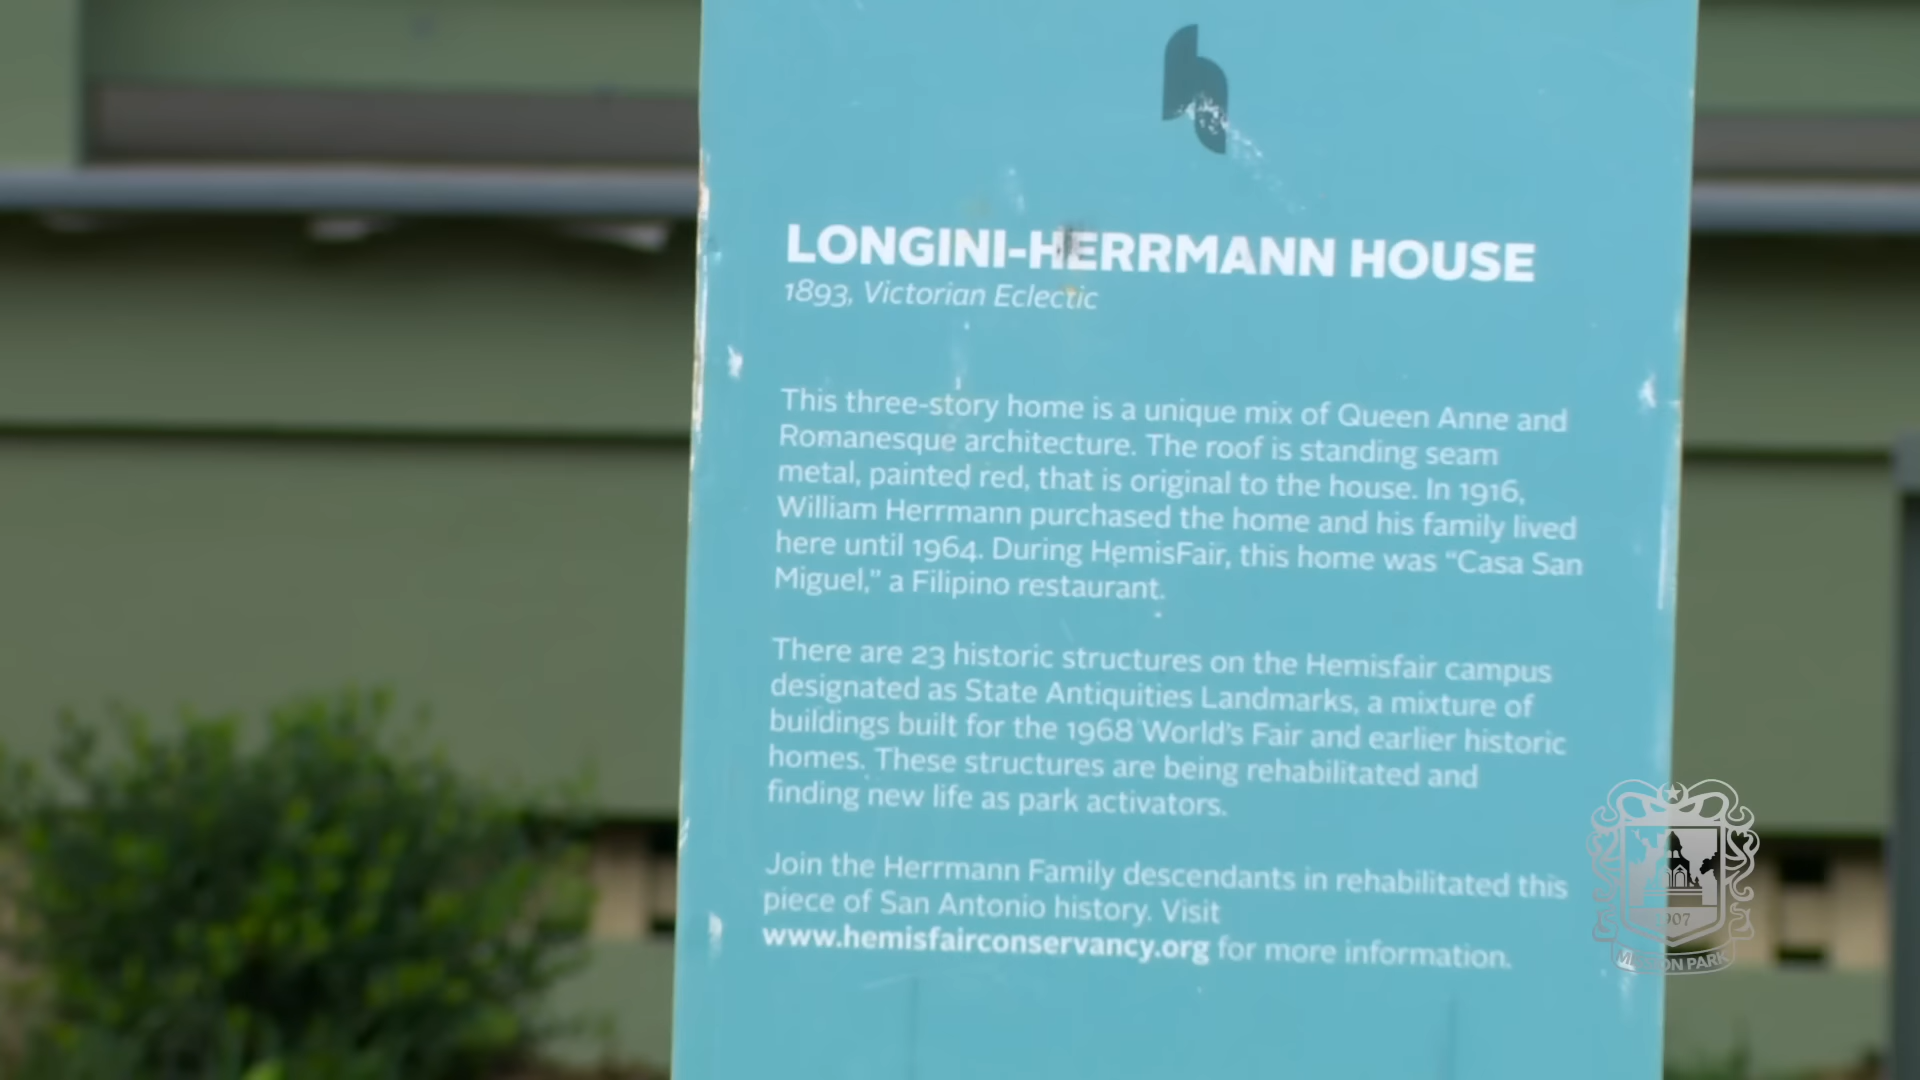 LONGINI-HERRMANN HOUSE
1893, Victorian Eclectic
This three-story home is a unique mix of Queen Anne and
Romanesque architecture. The roof is standing seam
metal, painted red, that is original to the house. In 1916,
William Herrmann purchased the home and his family lived
here until 1964. During HemisFair, this home was “Casa San
Miguel,” a Filipino restaurant.
There are 23 historic structures on the Hemisfair campus
designated as State Antiquities Landmarks, a mixture of
buildings built for the 1968 World’s Fair and earlier historic
homes. These structures are being rehabilitated and
finding new life as park activators.
Join the Herrmann Family descendants in rehabilitated this
piece of San Antonio history. Visit
www.hemisfairconservancy.org for more information.
MISSION PARK